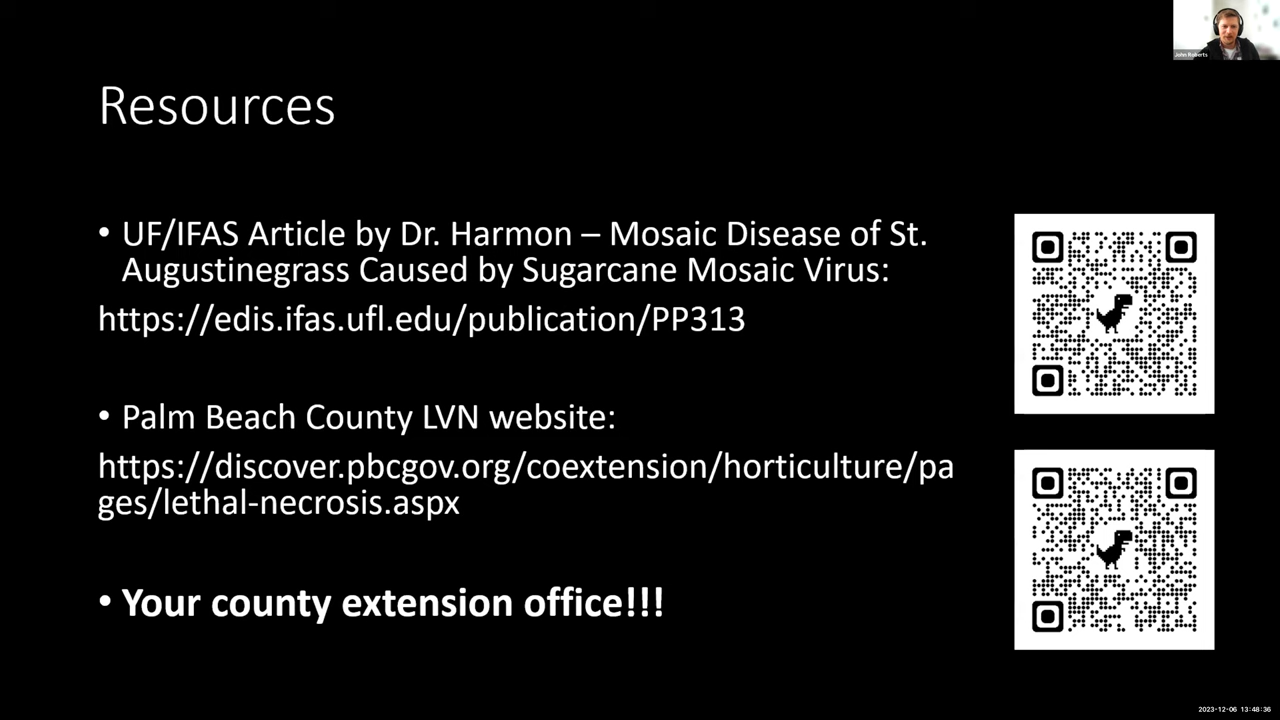 John Roberts
Resources
• UF/IFAS Article by Dr. Harmon – Mosaic Disease of St.
Augustinegrass Caused by Sugarcane Mosaic Virus:
https://edis.ifas.ufl.edu/publication/PP313
• Palm Beach County LVN website:
https://discover.pbcgov.org/coextension/horticulture/pa
ges/lethal-necrosis.aspx
• Your county extension office!!!
2023-12-06 13:48:36